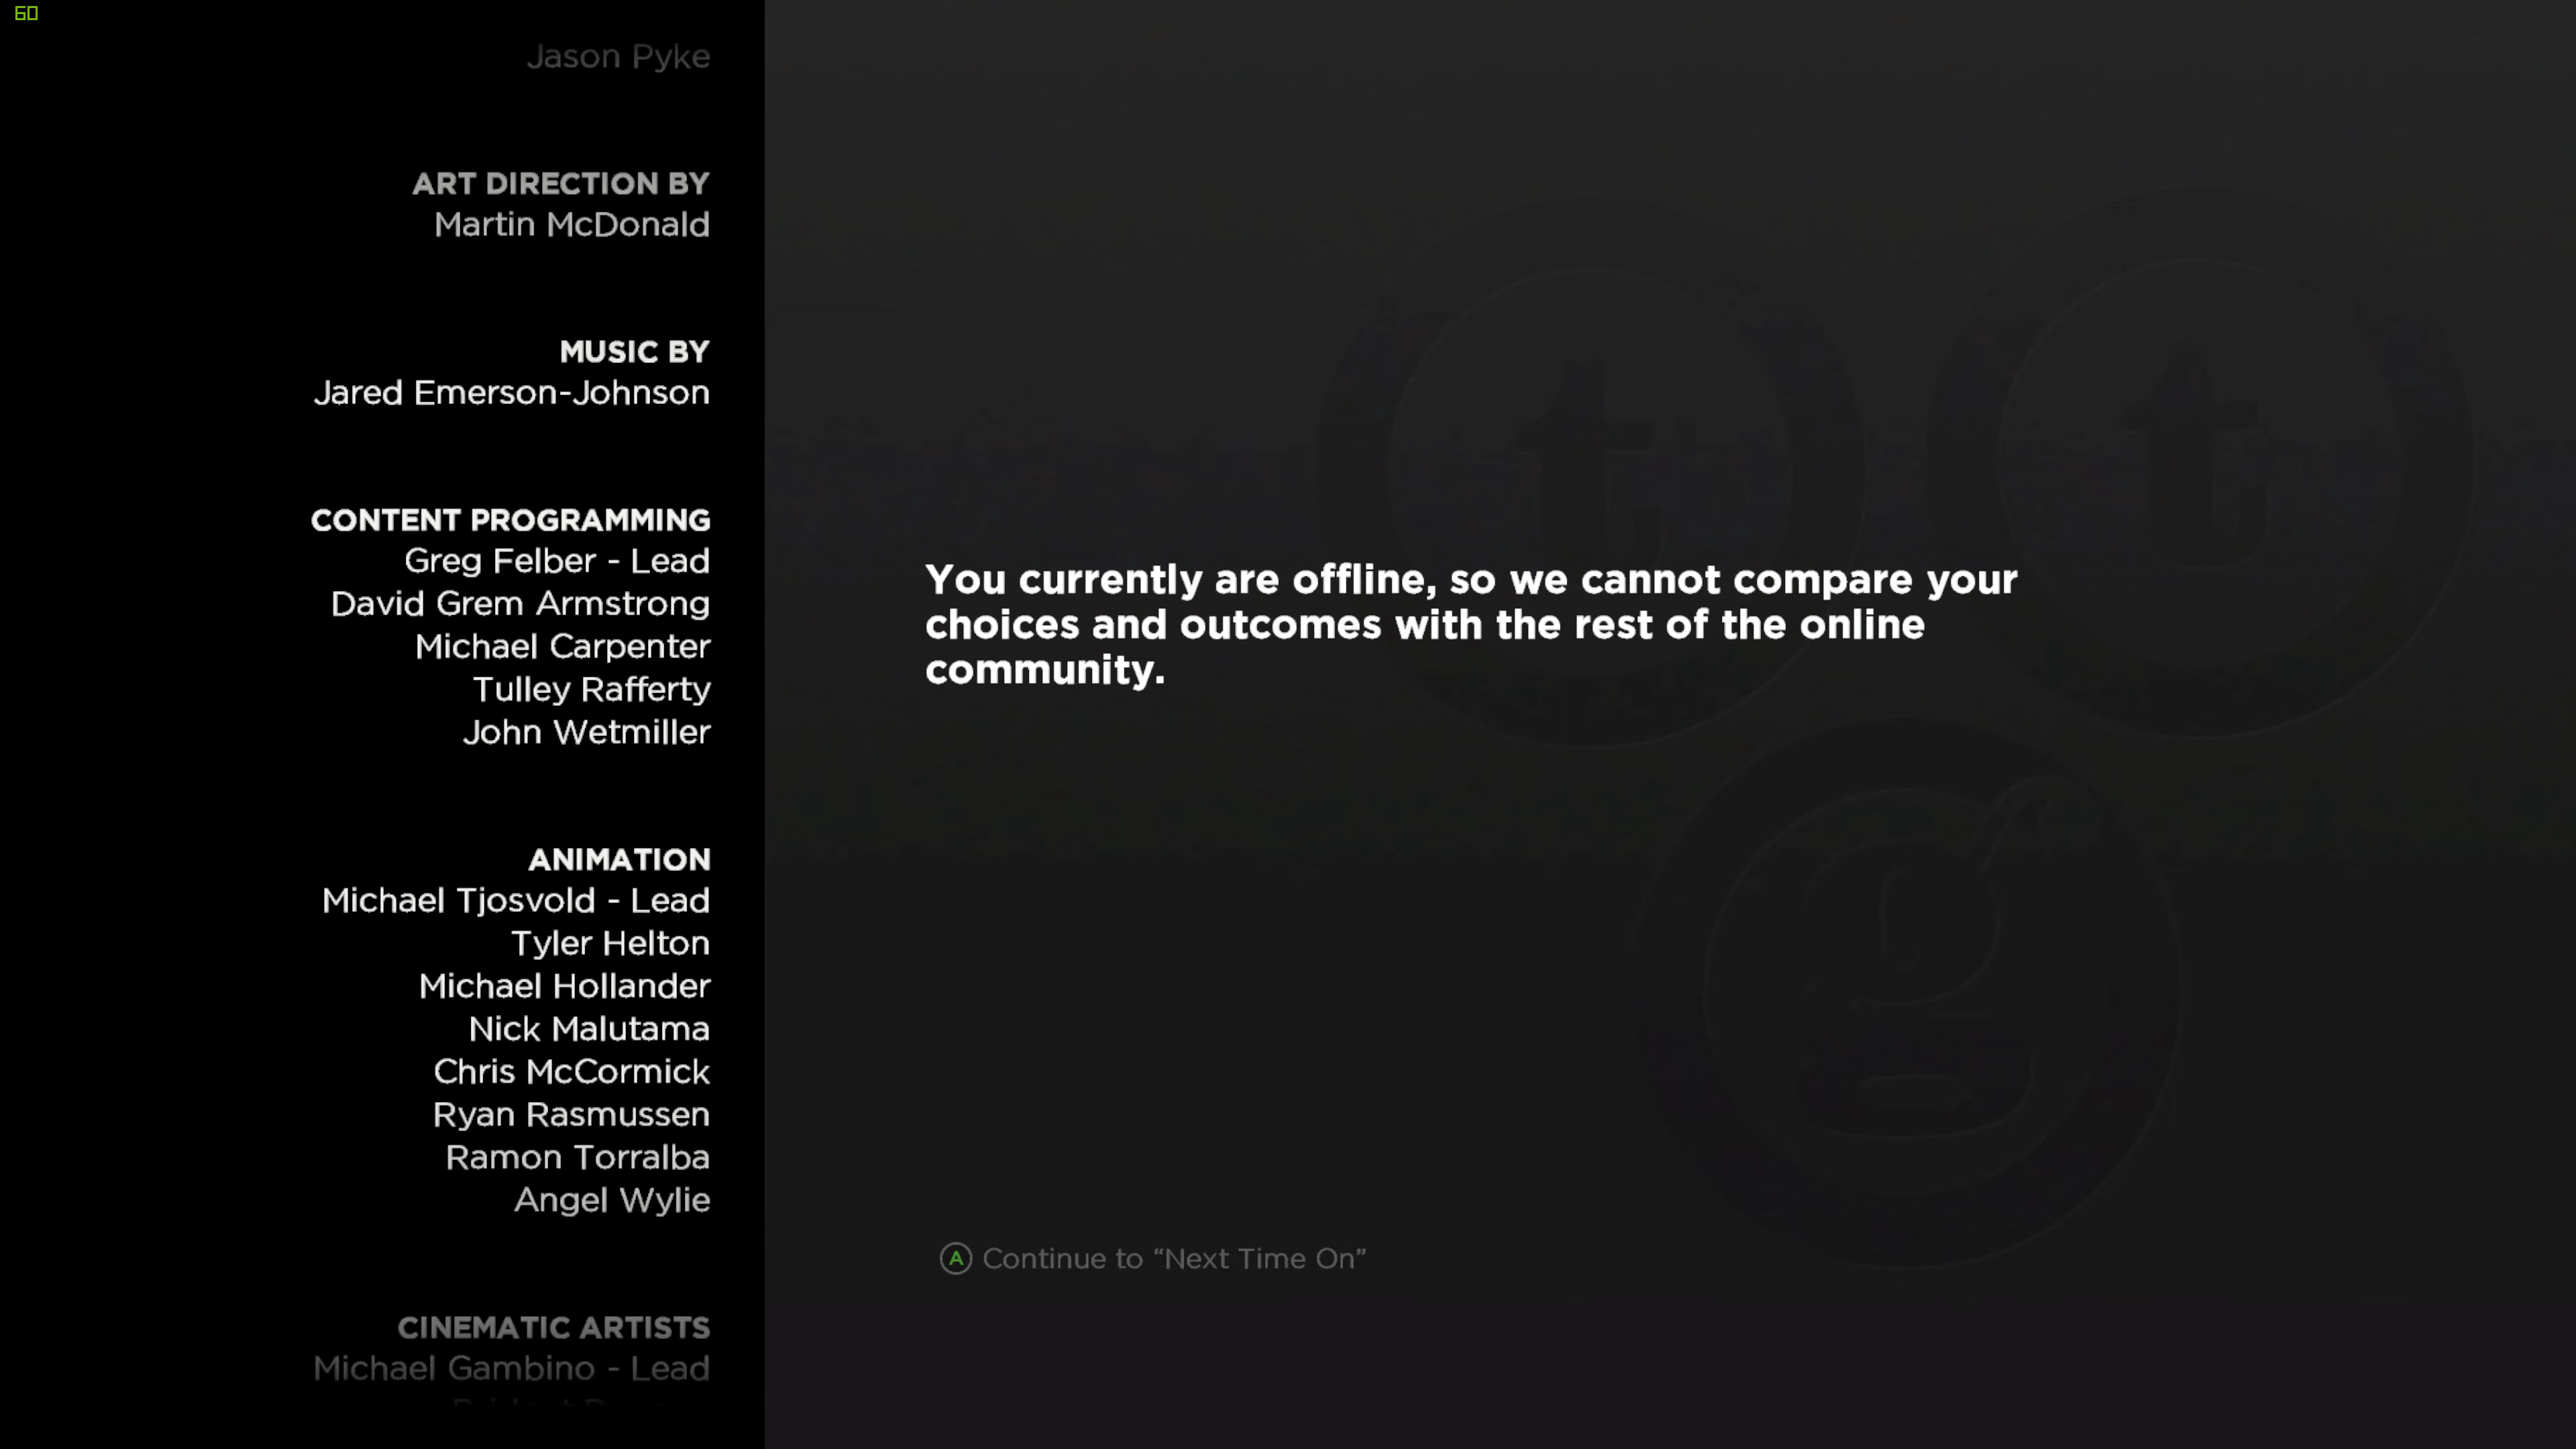 60
Jason Pyke
ART DIRECTION BY
Martin McDonald
MUSIC BY
Jared Emerson-Johnson
CONTENT PROGRAMMING
Greg Felber - Lead
David Grem Armstrong
Michael Carpenter
Tulley Rafferty
John Wetmiller
ANIMATION
Michael Tjosvold - Lead
Tyler Helton
Michael Hollander
Nick Malutama
Chris McCormick
Ryan Rasmussen
Ramon Torralba
Angel Wylie
CINEMATIC ARTISTS
Michael Gambino - Lead
t t
g
You currently are offline, so we cannot compare your
choices and outcomes with the rest of the online
community.
A Continue to “Next Time On”